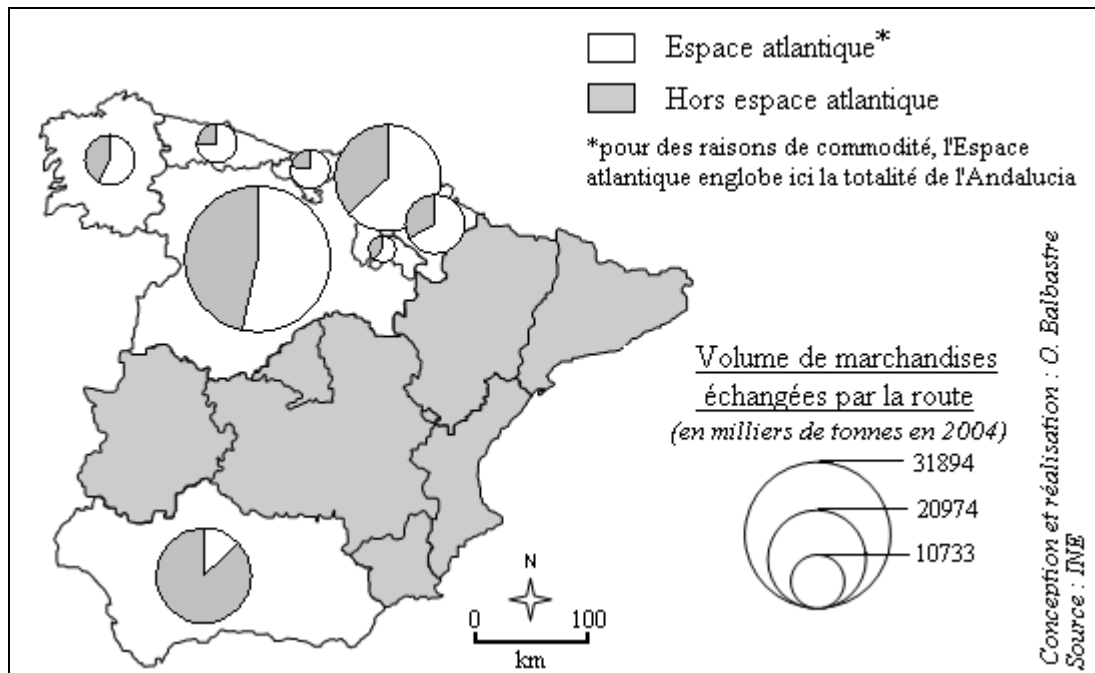 Espace atlantique*
Hors espace atlantique
*pour des raisons de commodité, l'Espace
atlantique englobe ici la totalité de l'Andalucia
Volume de marchandises
échangées par la route
(en milliers de tonnes en 2004)
31894
20974
10733
N
0 100
km
Conception et réalisation : O. Balbastre
Source : INE